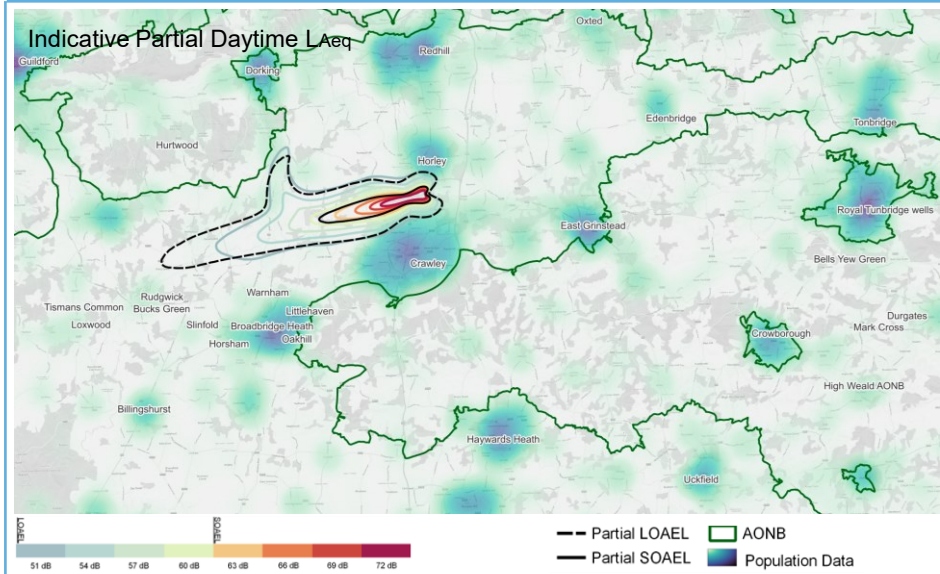 Indicative Partial Daytime LAeq
Oxted
Guildford
Redhill
Dorking
Edenbridge
Tonbridge
Hurtwood
Horley
Royal Tunbridge wells
East Grinstead
Bells Yew Green
Crawley
Warnham
Rudgwick
Tismans Common
Bucks Green
Littlehaven
Durgates
Loxwood
Slinfold
Broadbridge Heath
Mark Cross
Crowborough
Horsham
Oakhill
High Weald AONB
Billingshurst
Haywards Heath
Uckfield
LOAEL
SOAEL
51 dB 54 dB 57 dB 60 dB 63 dB 66 dB 69 dB 72 dB
Partial LOAEL
AONB
Partial SOAEL
Population Data